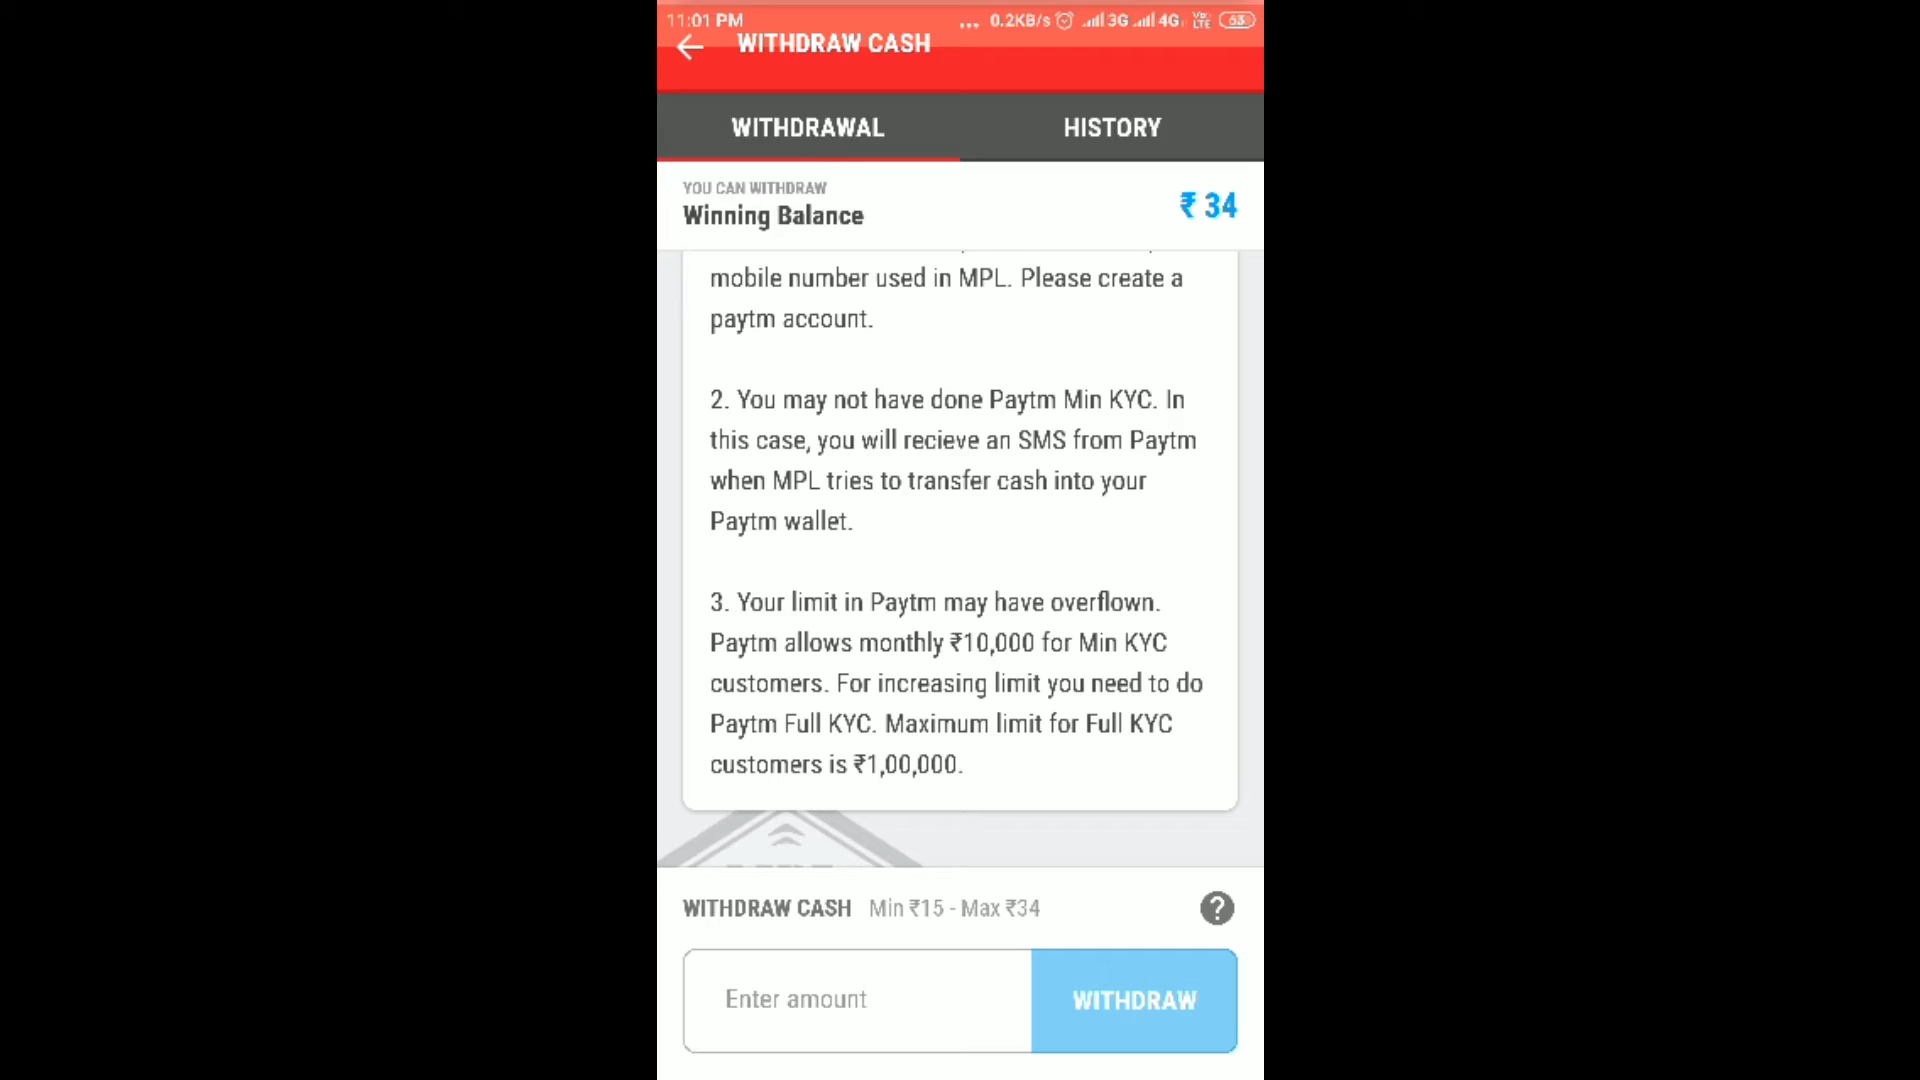 11:01 PM
... 0.2KB/s 3G 4G Vo LTE 63
WITHDRAW CASH
WITHDRAWAL
HISTORY
YOU CAN WITHDRAW
Winning Balance
₹ 34
mobile number used in MPL. Please create a
paytm account.
2. You may not have done Paytm Min KYC. In
this case, you will recieve an SMS from Paytm
when MPL tries to transfer cash into your
Paytm wallet.
3. Your limit in Paytm may have overflown.
Paytm allows monthly ₹10,000 for Min KYC
customers. For increasing limit you need to do
Paytm Full KYC. Maximum limit for Full KYC
customers is ₹1,00,000.
WITHDRAW CASH Min ₹15 - Max ₹34
?
Enter amount
WITHDRAW